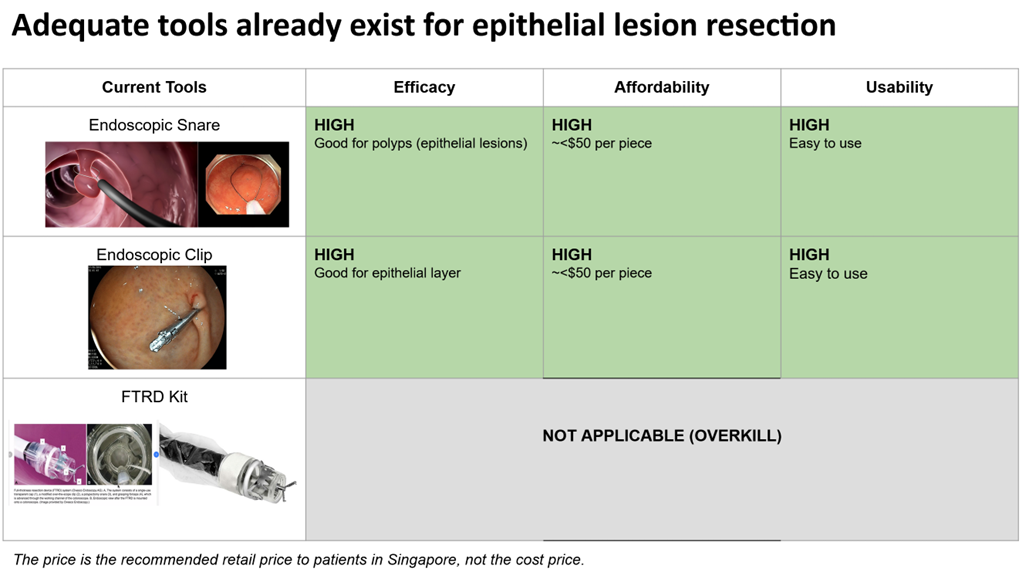 Adequate tools already exist for epithelial lesion resection
Current Tools
Efficacy
Affordability
Usability
Endoscopic Snare
HIGH
Good for polyps (epithelial lesions)
HIGH
~<$50 per piece
HIGH
Easy to use
Endoscopic Clip
HIGH
Good for epithelial layer
HIGH
~<$50 per piece
HIGH
Easy to use
FTRD Kit
NOT APPLICABLE (OVERKILL)
The price is the recommended retail price to patients in Singapore, not the cost price.